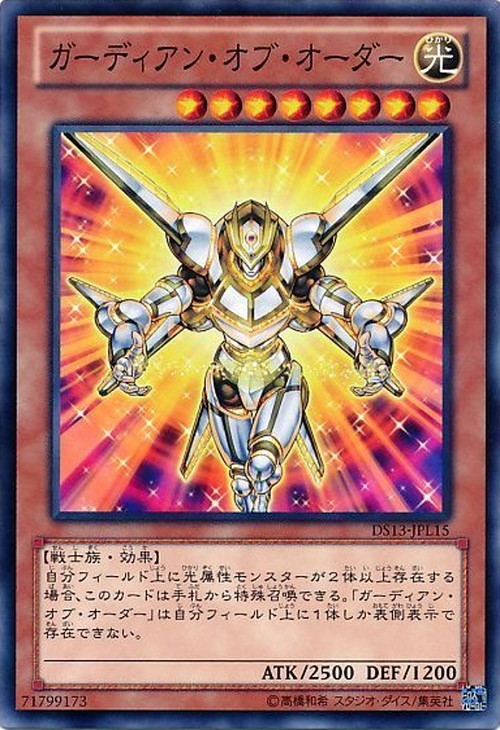 ガーディアン・オブ・オーダー
光
DS13-JPL15
【戦士族・効果】
自分フィールド上に光属性モンスターが2体以上存在する
場合、このカードは手札から特殊召喚できる。「ガーディアン・
オブ・オーダー」は自分フィールド上に1体しか表側表示で
存在できない。
ATK/2500 DEF/1200
71799173
©高橋和希 スタジオ・ダイス/集英社